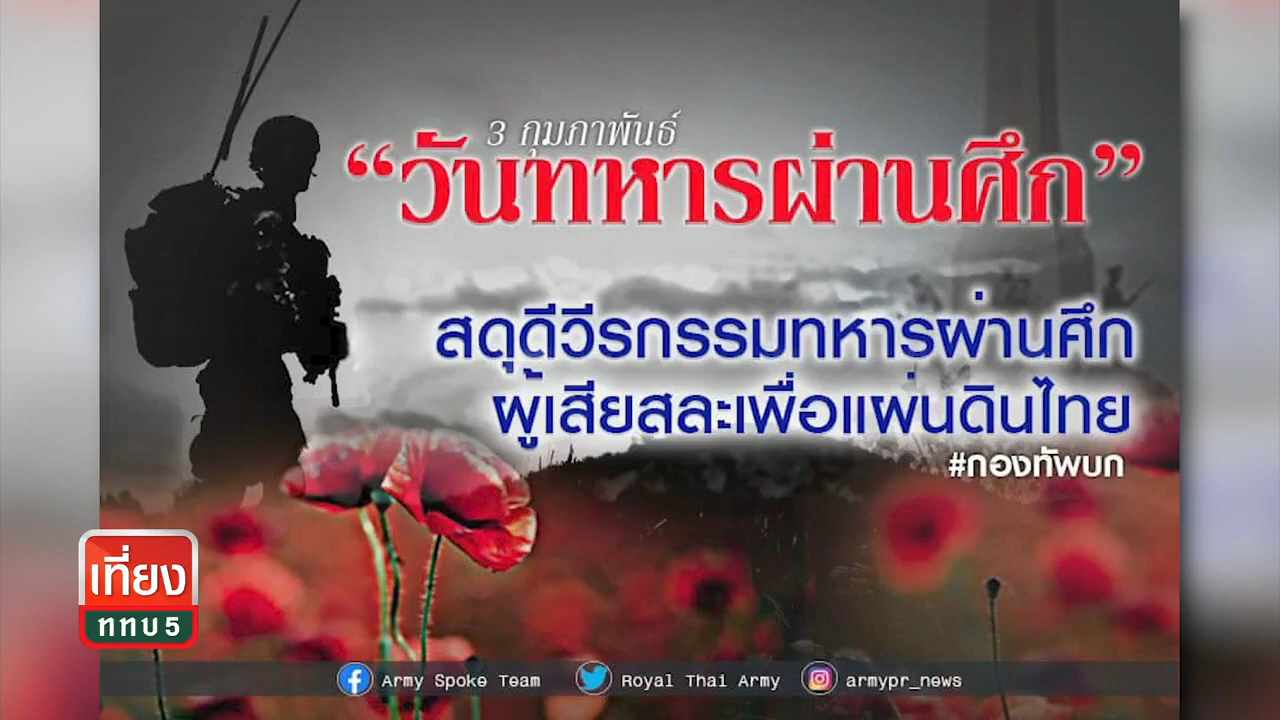 3 กุมภาพันธ์
“วันทหารผ่านศึก”
สดุดีวีรกรรมทหารผ่านศึก
ผู้เสียสละเพื่อแผ่นดินไทย
#กองทัพบก
เที่ยง
ททบ5
Army Spoke Team
Royal Thai Army
armypr_news